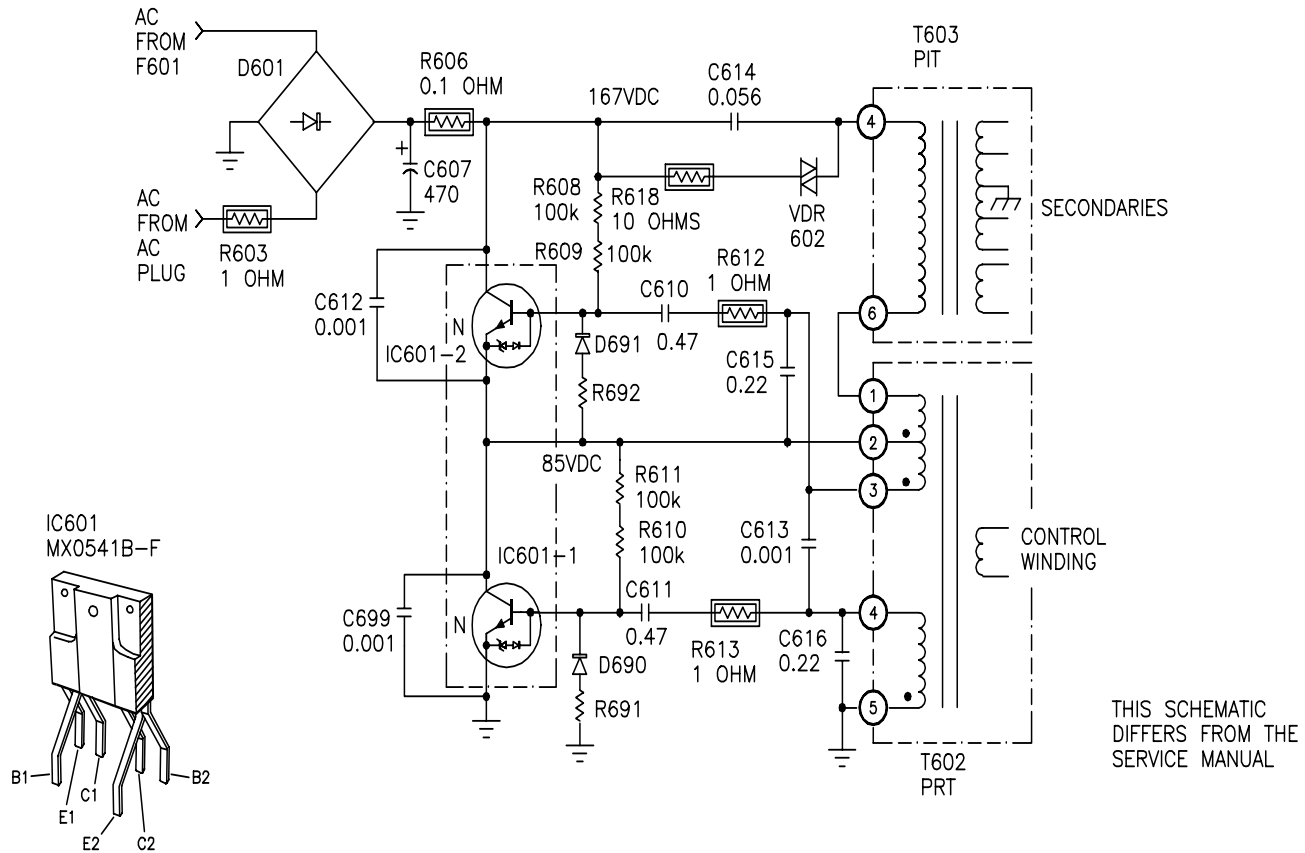 AC
FROM
F601
D601
R606
0.1 OHM
167VDC
C614
0.056
T603
PIT
4
+
C607
470
R608
100k
R618
10 OHMS
VDR
602
SECONDARIES
AC
FROM
AC
PLUG
R603
1 OHM
R609
100k
R612
1 OHM
C610
0.47
C612
0.001
N
IC601-2
D691
R692
C615
0.22
6
1
2
3
85VDC
R611
100k
R610
100k
C613
0.001
CONTROL
WINDING
IC601
MX0541B-F
IC601-1
C611
0.47
C699
0.001
N
D690
R691
R613
1 OHM
C616
0.22
4
5
T602
PRT
THIS SCHEMATIC
DIFFERS FROM THE
SERVICE MANUAL
B1
E1
C1
E2
C2
B2